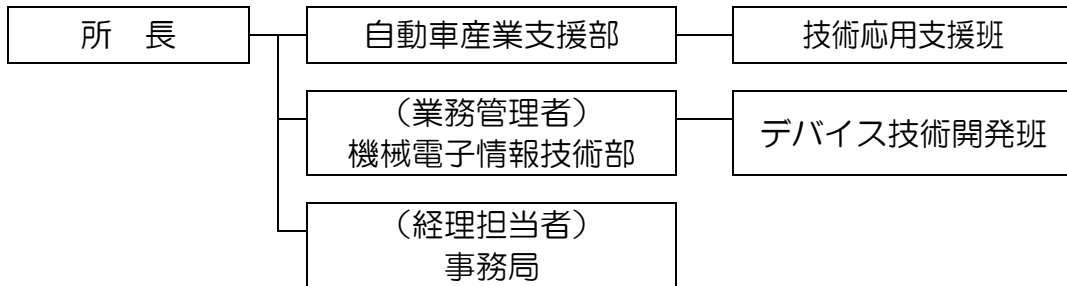 所　長
自動車産業支援部
技術応用支援班
（業務管理者）
機械電子情報技術部
デバイス技術開発班
（経理担当者）
事務局